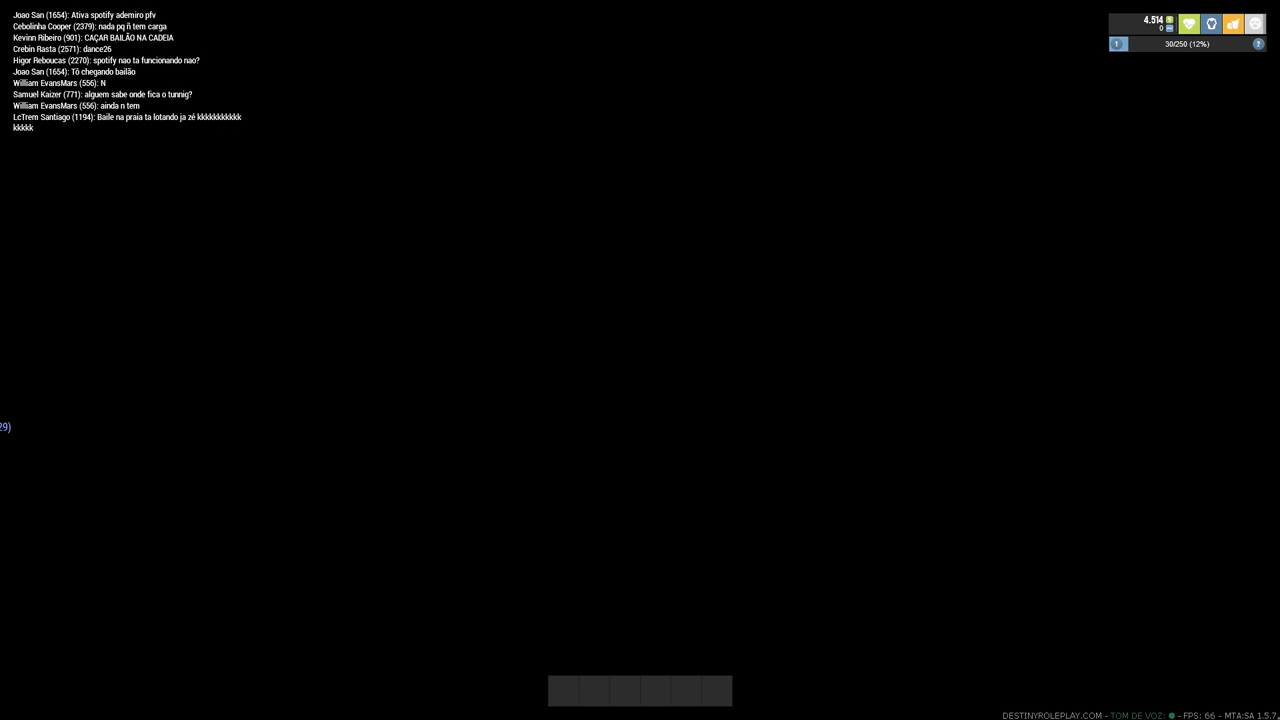 Joao San (1654): Ativa spotify ademiro pfv
4.514
Cebolinha Cooper (2379): nada pq ñ tem carga
0
Kevinn Ribeiro (901): CAÇAR BAILÃO NA CADEIA
1 30/250 (12%) 2
Crebin Rasta (2571): dance26
Higor Reboucas (2270): spotify nao ta funcionando nao?
Joao San (1654): Tô chegando bailão
William EvansMars (556): N
Samuel Kaizer (771): alguem sabe onde fica o tunnig?
William EvansMars (556): ainda n tem
LcTrem Santiago (1194): Baile na praia ta lotando ja zé kkkkkkkkkkk
kkkkk
29)
DESTINYROLEPLAY.COM - TOM DE VOZ: - FPS: 66 - MTA:SA 1.5.7